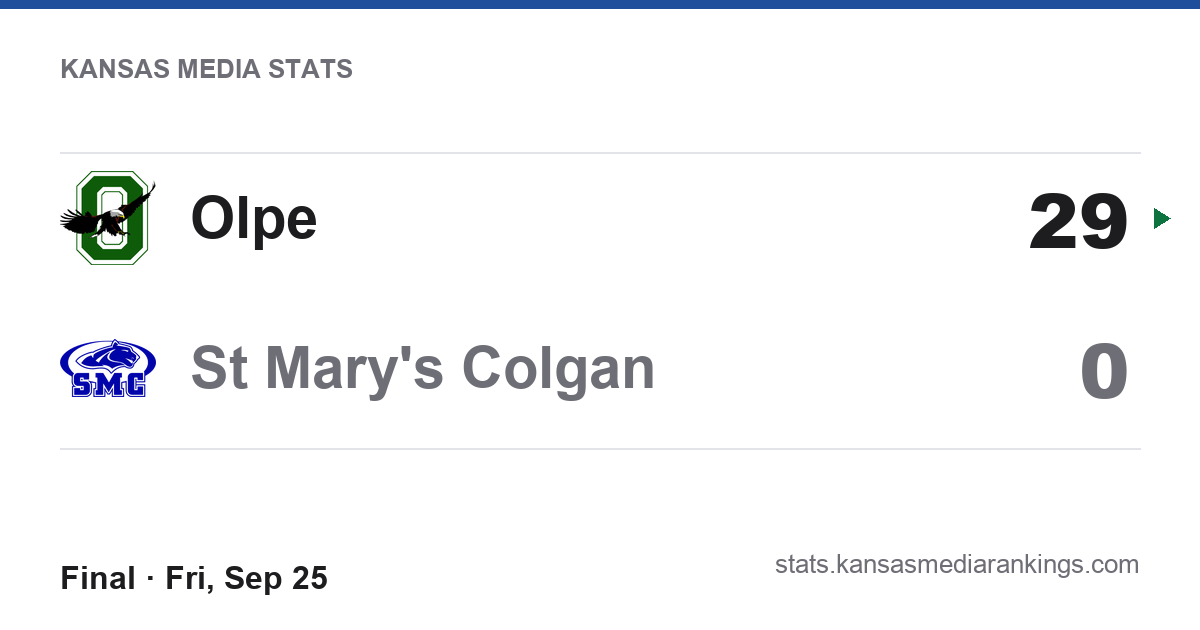 KANSAS MEDIA STATS
O
Olpe
29
SMC
St Mary's Colgan
0
Final · Fri, Sep 25
stats.kansasmediarankings.com